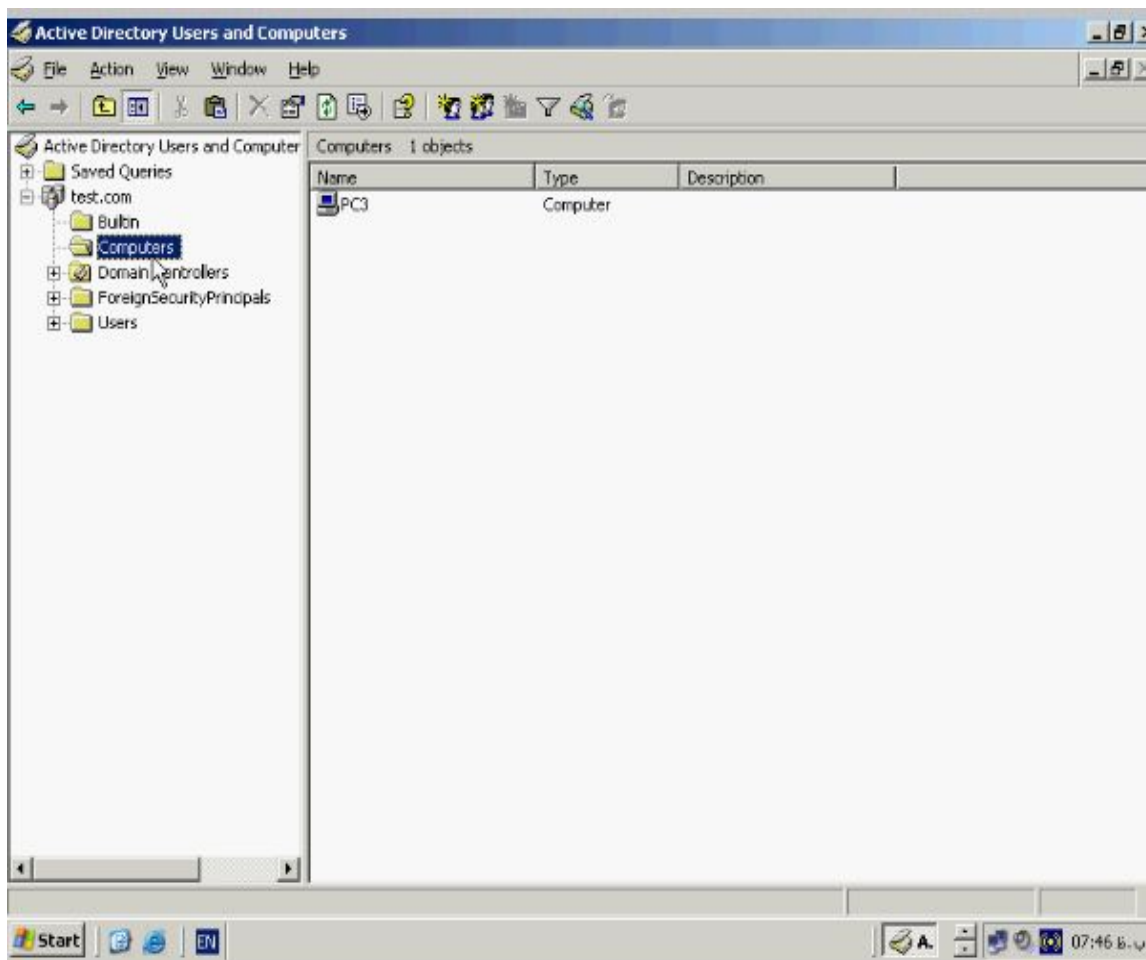 Active Directory Users and Computers
File Action View Window Help
Active Directory Users and Computer
Saved Queries
test.com
Builtin
Computers
Domain Controllers
ForeignSecurityPrincipals
Users
Computers 1 objects
Name Type Description
PC3 Computer
Start
EN
A.
07:46 ب.ظ